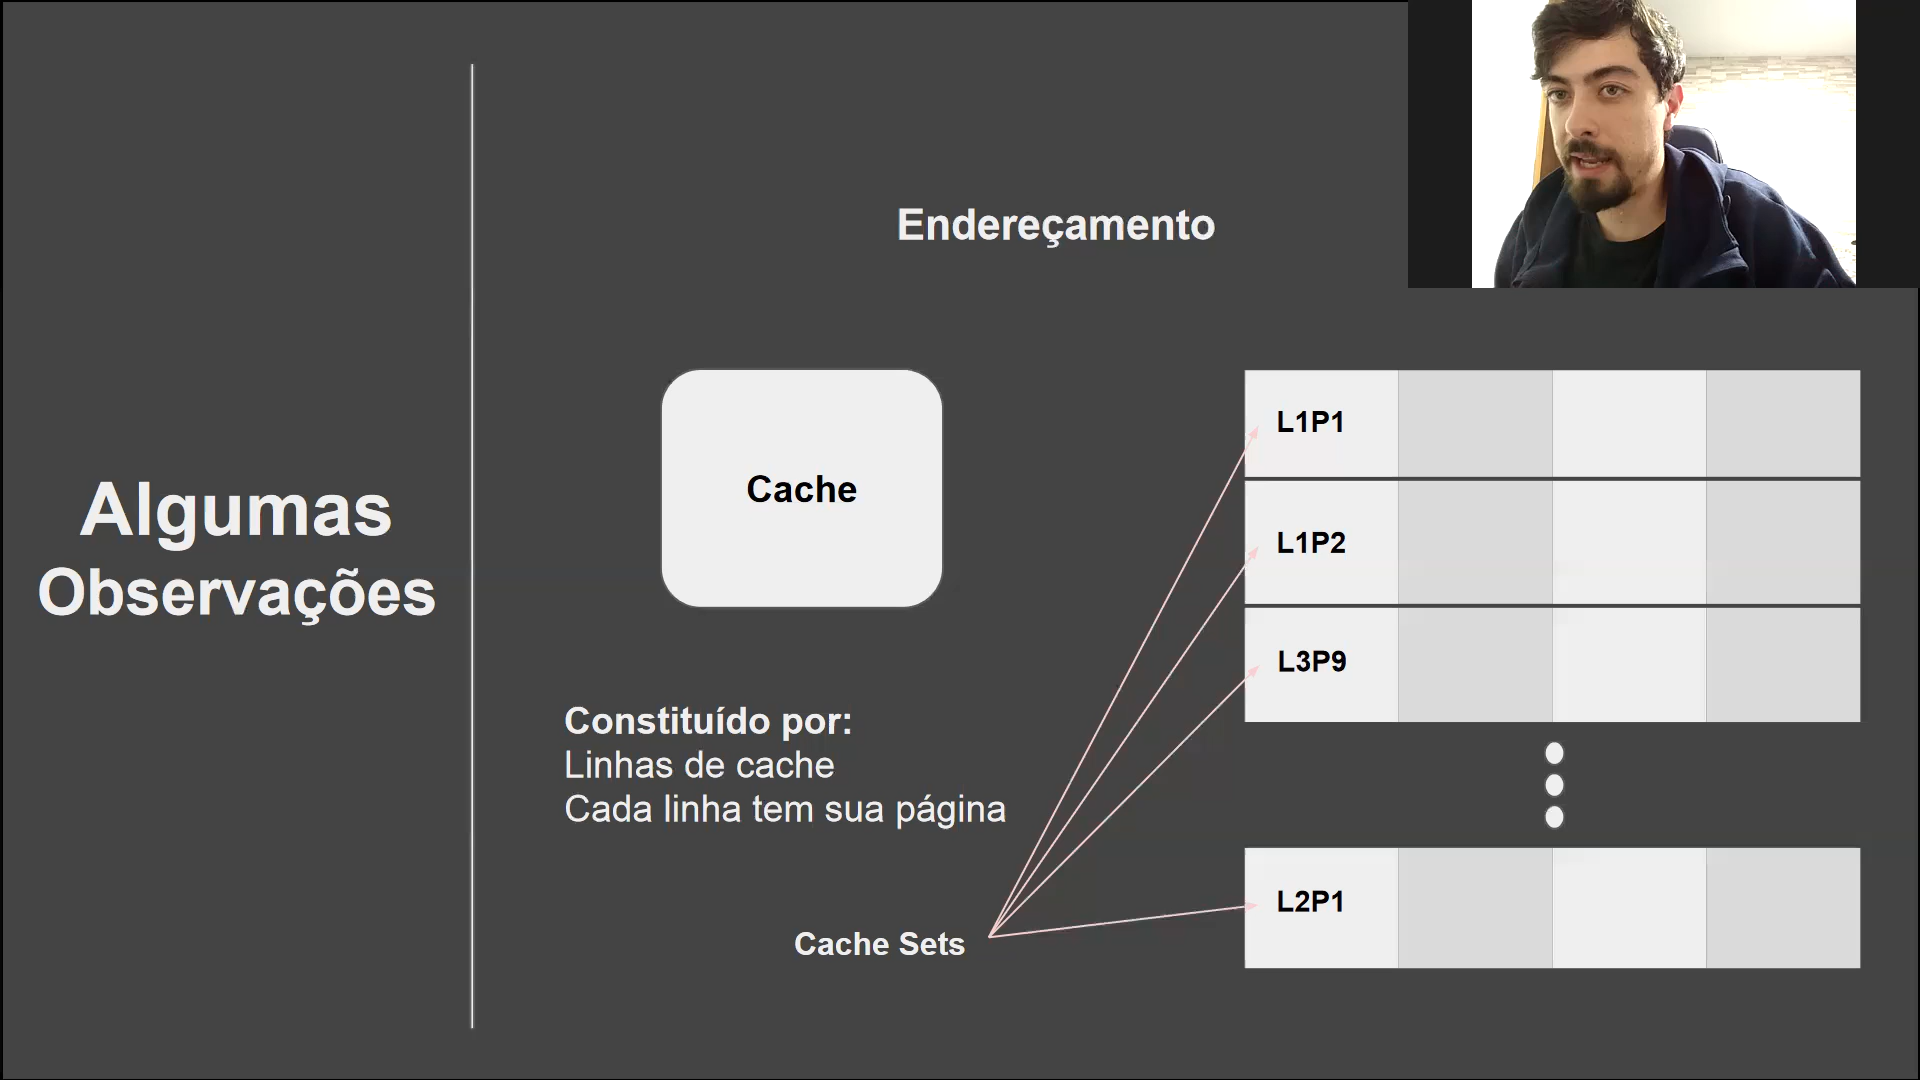 Algumas
Observações
Endereçamento
Cache
Constituído por:
Linhas de cache
Cada linha tem sua página
Cache Sets
L1P1
L1P2
L3P9
L2P1